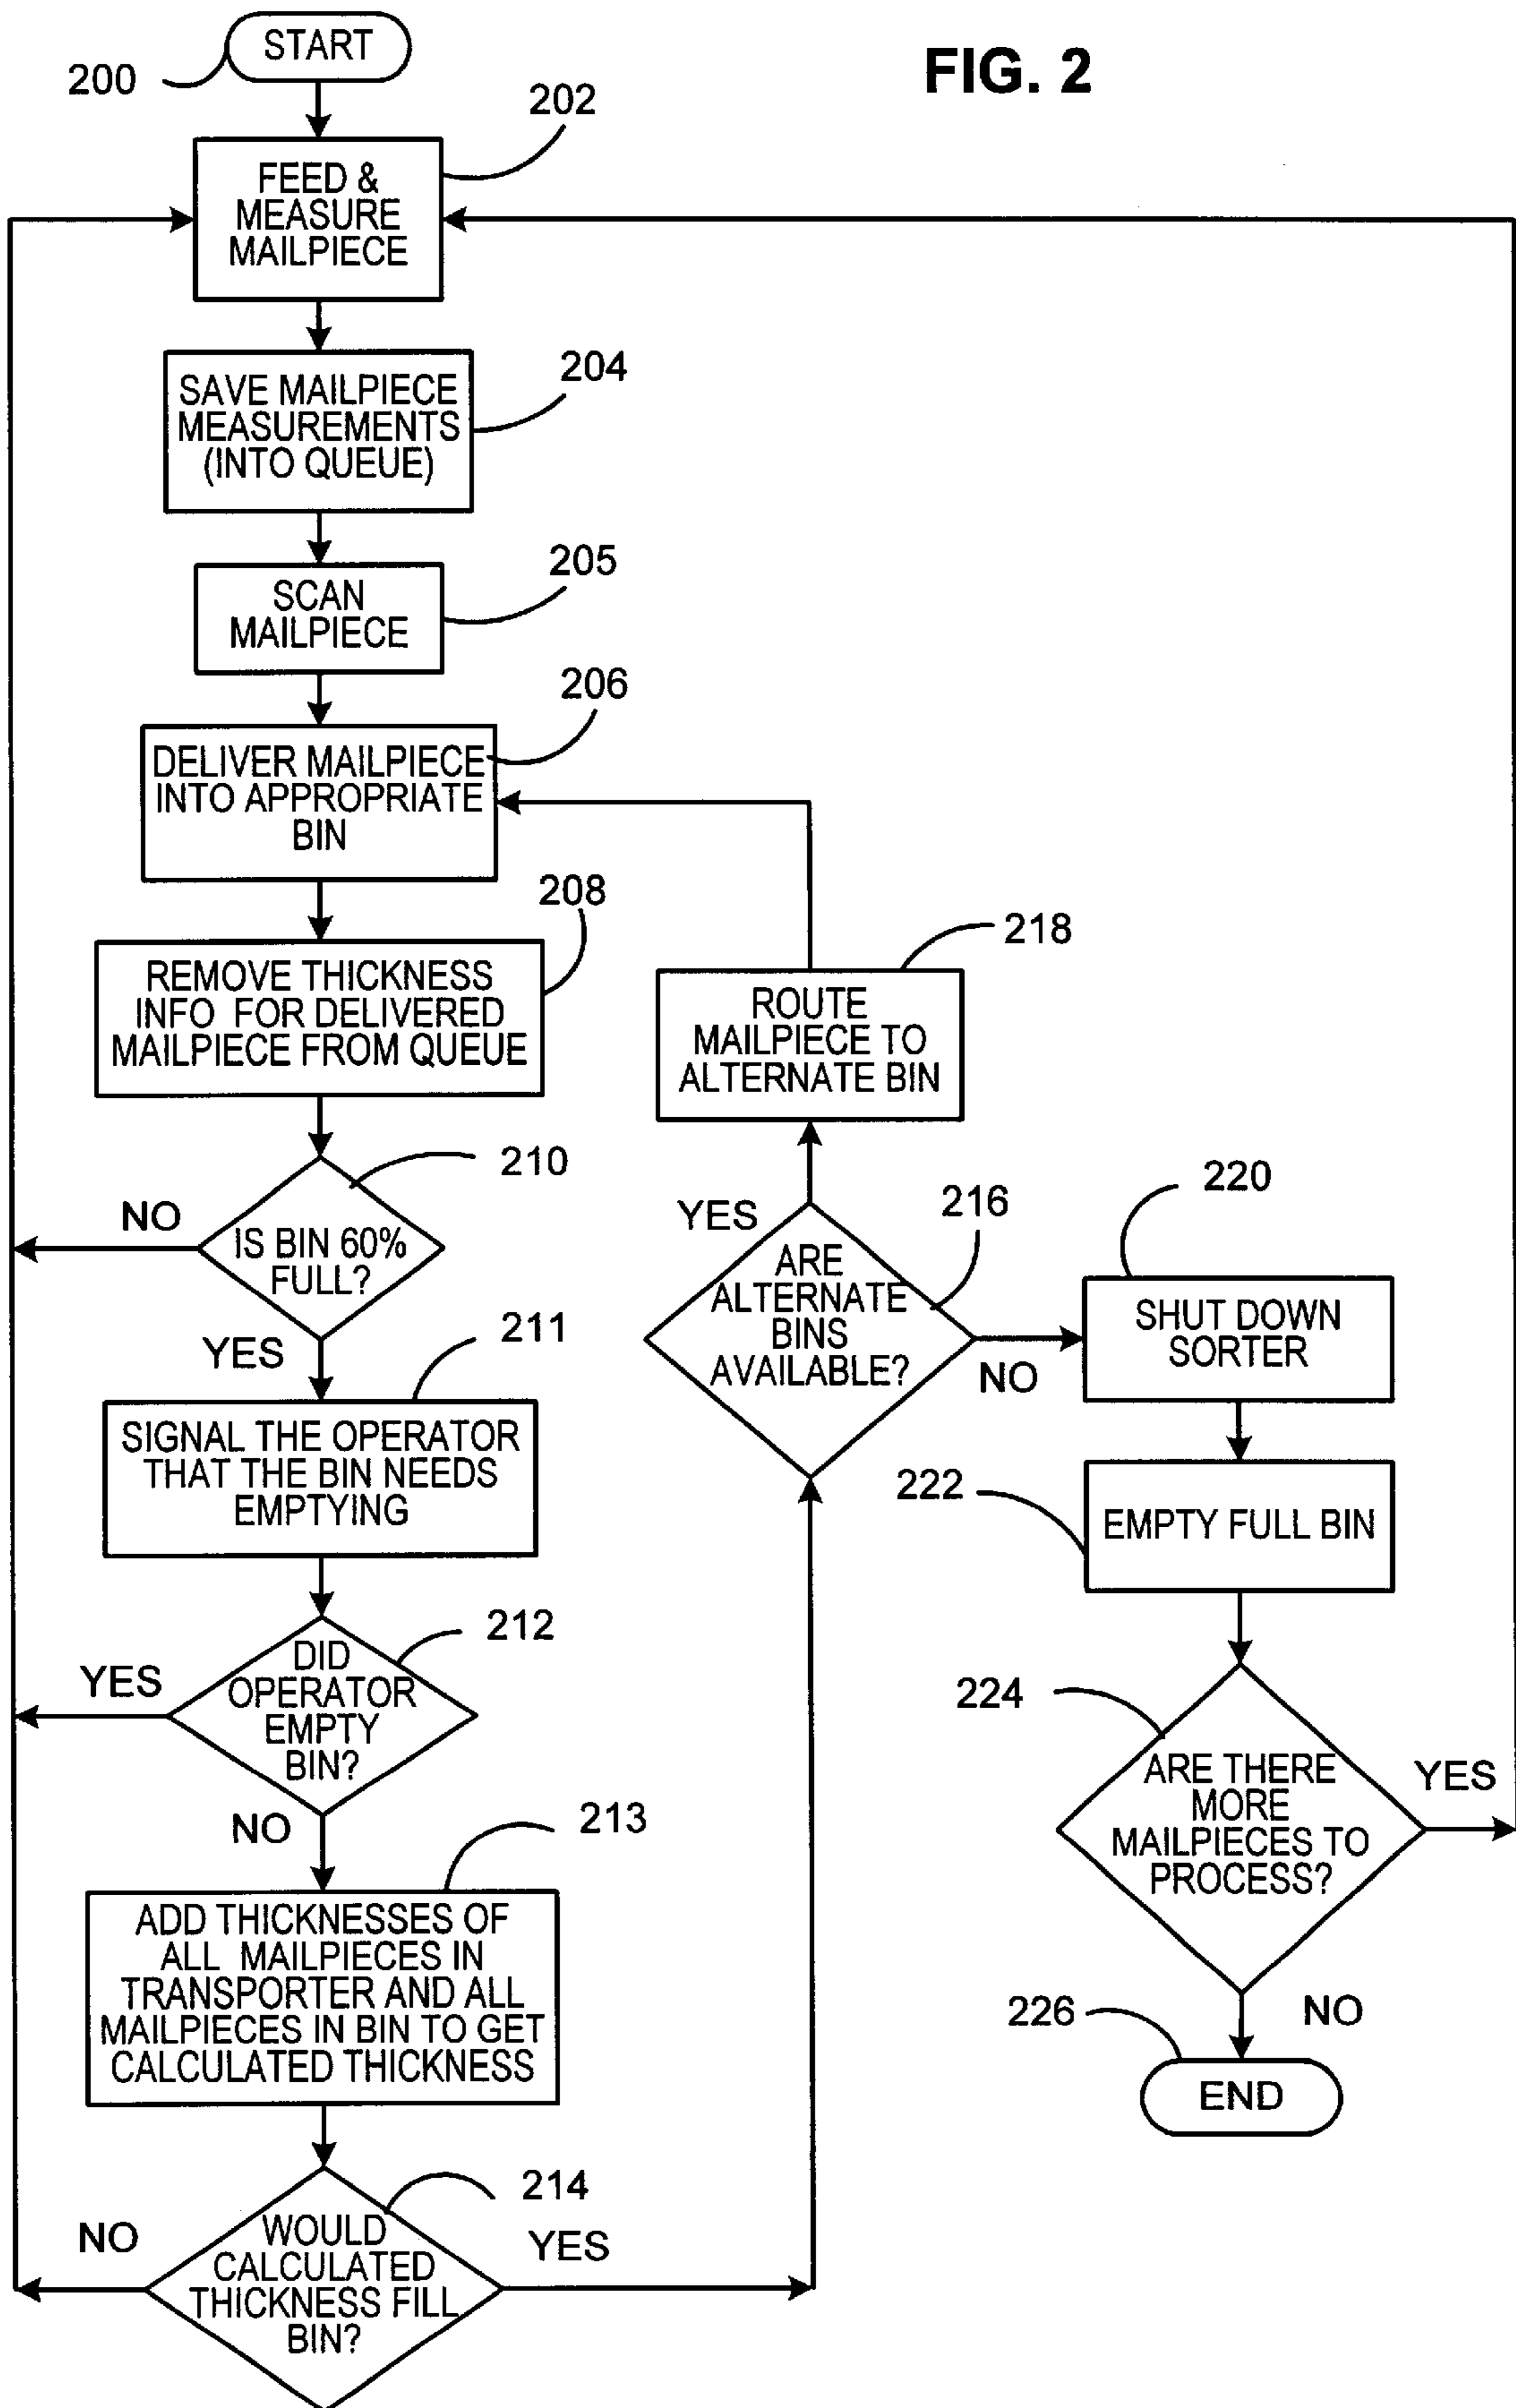 FIG. 2
START
200
202
FEED &
MEASURE
MAILPIECE
204
SAVE MAILPIECE
MEASUREMENTS
(INTO QUEUE)
205
SCAN
MAILPIECE
206
DELIVER MAILPIECE
INTO APPROPRIATE
BIN
208
REMOVE THICKNESS
INFO FOR DELIVERED
MAILPIECE FROM QUEUE
210
NO
IS BIN 60%
FULL?
YES
211
SIGNAL THE OPERATOR
THAT THE BIN NEEDS
EMPTYING
212
YES
DID
OPERATOR
EMPTY
BIN?
NO
213
ADD THICKNESSES OF
ALL MAILPIECES IN
TRANSPORTER AND ALL
MAILPIECES IN BIN TO GET
CALCULATED THICKNESS
214
NO
WOULD
CALCULATED
THICKNESS FILL
BIN?
YES
218
ROUTE
MAILPIECE TO
ALTERNATE BIN
YES
216
ARE
ALTERNATE
BINS
AVAILABLE?
NO
220
SHUT DOWN
SORTER
222
EMPTY FULL BIN
224
ARE THERE
MORE
MAILPIECES TO
PROCESS?
YES
NO
226
END